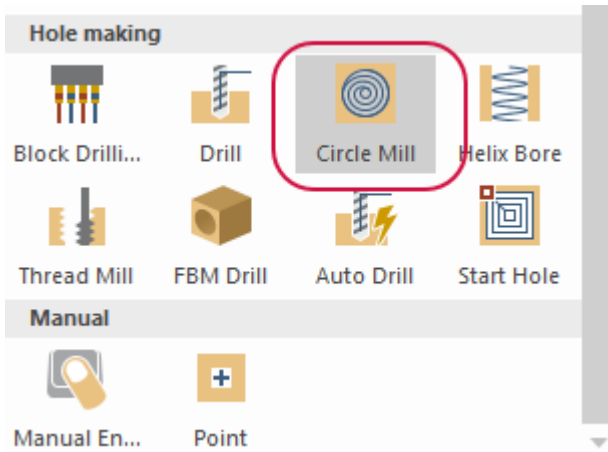 Hole making
Block Drilli... Drill Circle Mill Helix Bore
Thread Mill FBM Drill Auto Drill Start Hole
Manual
Manual En... Point